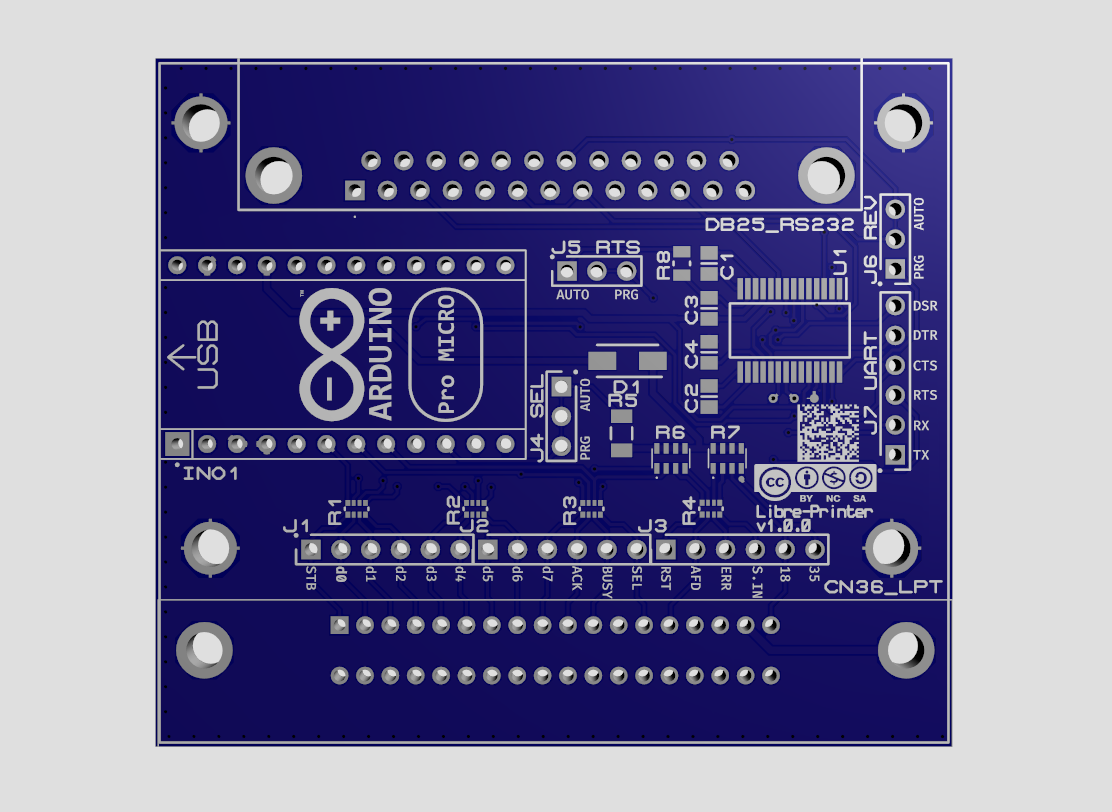 DB25_RS232
J6 REV
AUTO
PRG
J5 RTS
AUTO PRG
R8
C1
U1
C3
C4
C2
D1
R5
J4 SEL
AUTO
PRG
R6
R7
USB
ARDUINO
TM
Pro MICRO
INO1
J7 UART
DSR
DTR
CTS
RTS
RX
TX
CC
BY NC SA
Libre-Printer
v1.0.0
R1
R2
R3
R4
J1
J2
J3
STB
d0
d1
d2
d3
d4
d5
d6
d7
ACK
BUSY
SEL
RST
AFD
ERR
S.IN
18
35
CN36_LPT